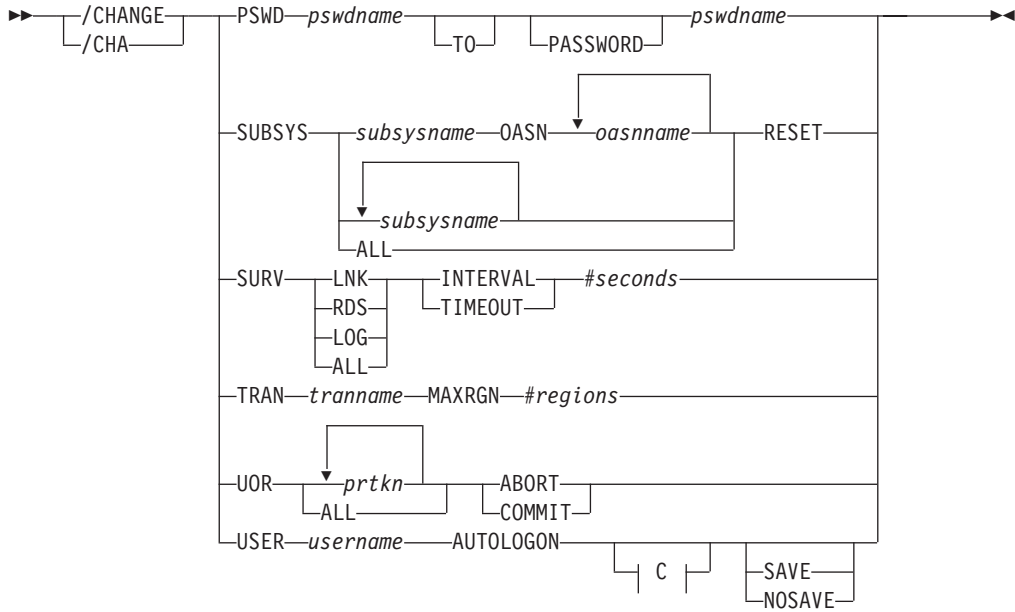 /CHANGE PSWD pswdname pswdname
/CHA TO PASSWORD
SUBSYS subsysname OASN oasnname RESET
subsysname
ALL
SURV LNK INTERVAL #seconds
RDS TIMEOUT
LOG
ALL
TRAN tranname MAXRGN #regions
UOR prtkn ABORT
ALL COMMIT
USER username AUTOLOGON
C SAVE
NOSAVE